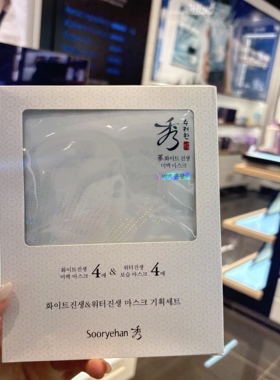 수려한
秀
蔘화이트진생
미백 마스크
화이트진생
미백 마스크 4매
&
워터진생
보습 마스크 4매
화이트진생&워터진생 마스크 기획세트
Sooryehan 秀